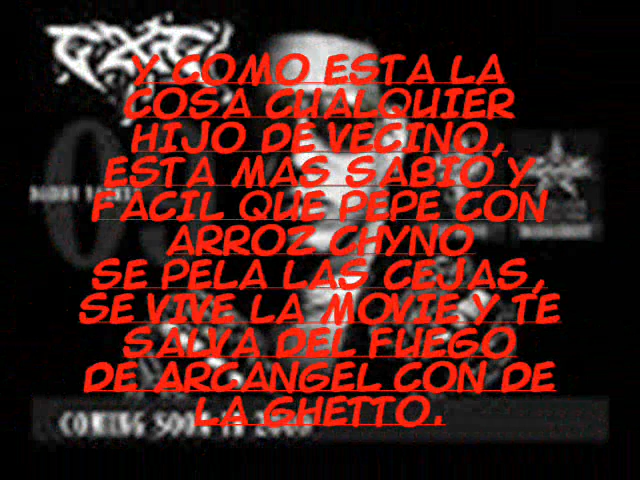 Y COMO ESTA LA
COSA CUALQUIER
HIJO DE VECINO,
ESTA MAS SABIO Y
FACIL QUE PEPE CON
ARROZ CHYNO
SE PELA LAS CEJAS,
SE VIVE LA MOVIE Y TE
SALVA DEL FUEGO
DE ARCANGEL CON DE
LA GHETTO.
COMING SOON